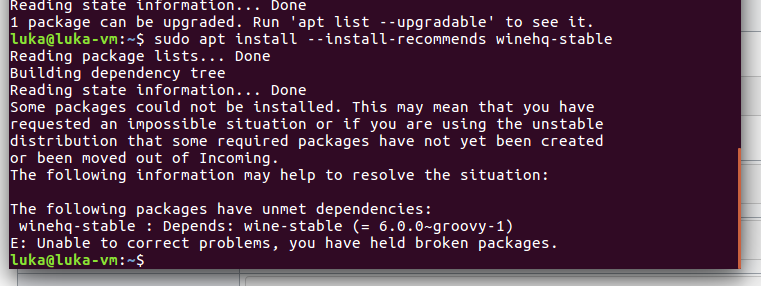 Reading state information... Done
1 package can be upgraded. Run 'apt list --upgradable' to see it.
luka@luka-vm:~$ sudo apt install --install-recommends winehq-stable
Reading package lists... Done
Building dependency tree
Reading state information... Done
Some packages could not be installed. This may mean that you have
requested an impossible situation or if you are using the unstable
distribution that some required packages have not yet been created
or been moved out of Incoming.
The following information may help to resolve the situation:

The following packages have unmet dependencies:
 winehq-stable : Depends: wine-stable (= 6.0.0~groovy-1)
E: Unable to correct problems, you have held broken packages.
luka@luka-vm:~$